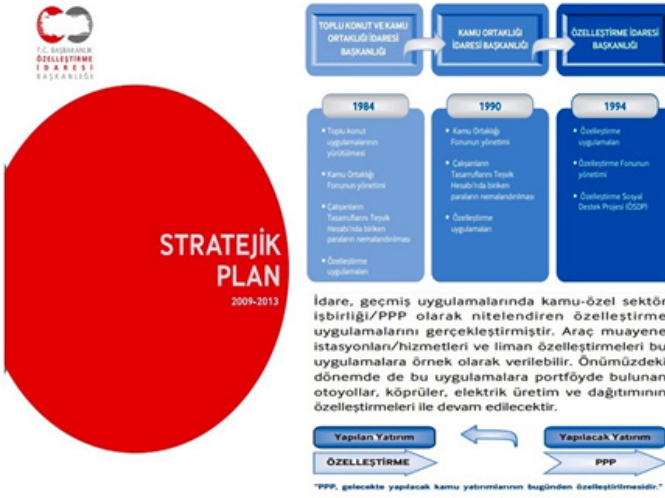 T.C. BAŞBAKANLIK
ÖZELLEŞTİRME
İDARESİ
BAŞKANLIĞI
STRATEJİK
PLAN
2009-2013
TOPLU KONUT VE KAMU
ORTAKLIĞI İDARESİ
BAŞKANLIĞI
KAMU ORTAKLIĞI
İDARESİ BAŞKANLIĞI
ÖZELLEŞTİRME İDARESİ
BAŞKANLIĞI
1984
• Toplu konut
uygulamalarının
yürütülmesi
• Kamu Ortaklığı
Fonunun yönetimi
• Çalışanların
Tasarruflarını Teşvik
Hesabı'nda biriken
paraların nemalandırılması
• Özelleştirme
uygulamaları
1990
• Kamu Ortaklığı
Fonunun yönetimi
• Çalışanların
Tasarruflarını Teşvik
Hesabı'nda biriken
paraların nemalandırılması
• Özelleştirme
uygulamaları
1994
• Özelleştirme
uygulamaları
• Özelleştirme Fonunun
yönetimi
• Özelleştirme Sosyal
Destek Projesi (ÖSDP)
İdare, geçmiş uygulamalarında kamu-özel sektör
işbirliği/PPP olarak nitelendiren özelleştirme
uygulamalarını gerçekleştirmiştir. Araç muayene
istasyonları/hizmetleri ve liman özelleştirmeleri bu
uygulamalara örnek olarak verilebilir. Önümüzdeki
dönemde de bu uygulamalara portföyde bulunan
otoyollar, köprüler, elektrik üretim ve dağıtımının
özelleştirmeleri ile devam edilecektir.
Yapılan Yatırım
Yapılacak Yatırım
ÖZELLEŞTİRME
PPP
"PPP, gelecekte yapılacak kamu yatırımlarının bugünden özelleştirilmesidir."